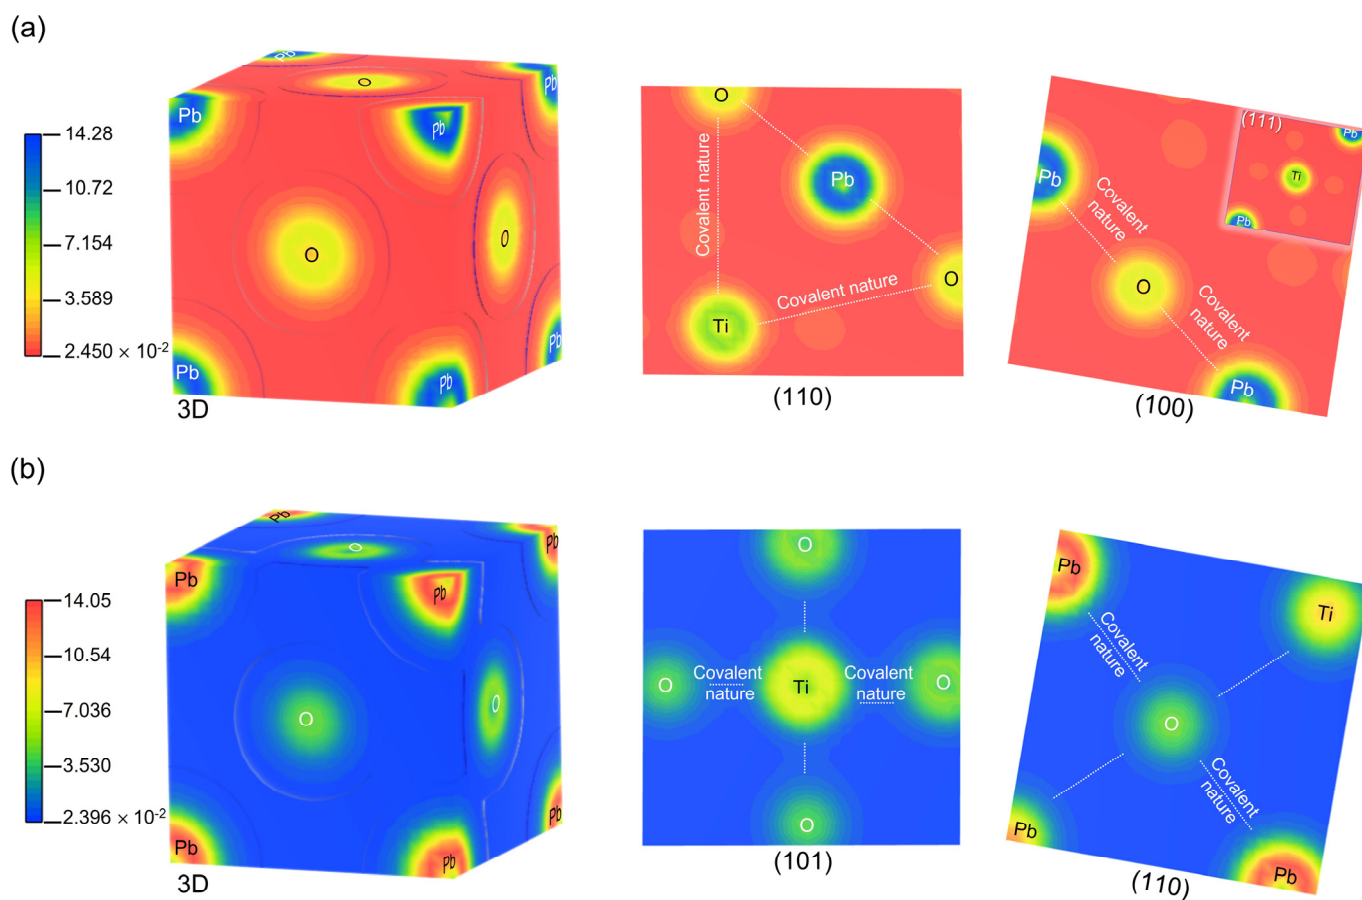 (a)
Pb
O
Pb
Pb
Pb
14.28
10.72
7.154
3.589
2.450 × 10⁻²
O
O
Pb
Pb
Pb
3D
O
Pb
Covalent nature
O
Covalent nature
Ti
(110)
(111)
Pb
Ti
Pb
Pb
Covalent
nature
O
Covalent
nature
Pb
(100)
(b)
Pb
O
Pb
Pb
Pb
14.05
10.54
7.036
3.530
2.396 × 10⁻²
O
O
Pb
Pb
Pb
3D
O
O
Covalent
nature
Ti
Covalent
nature
O
O
(101)
Pb
Ti
Covalent
nature
O
Covalent
nature
Pb
Pb
(110)